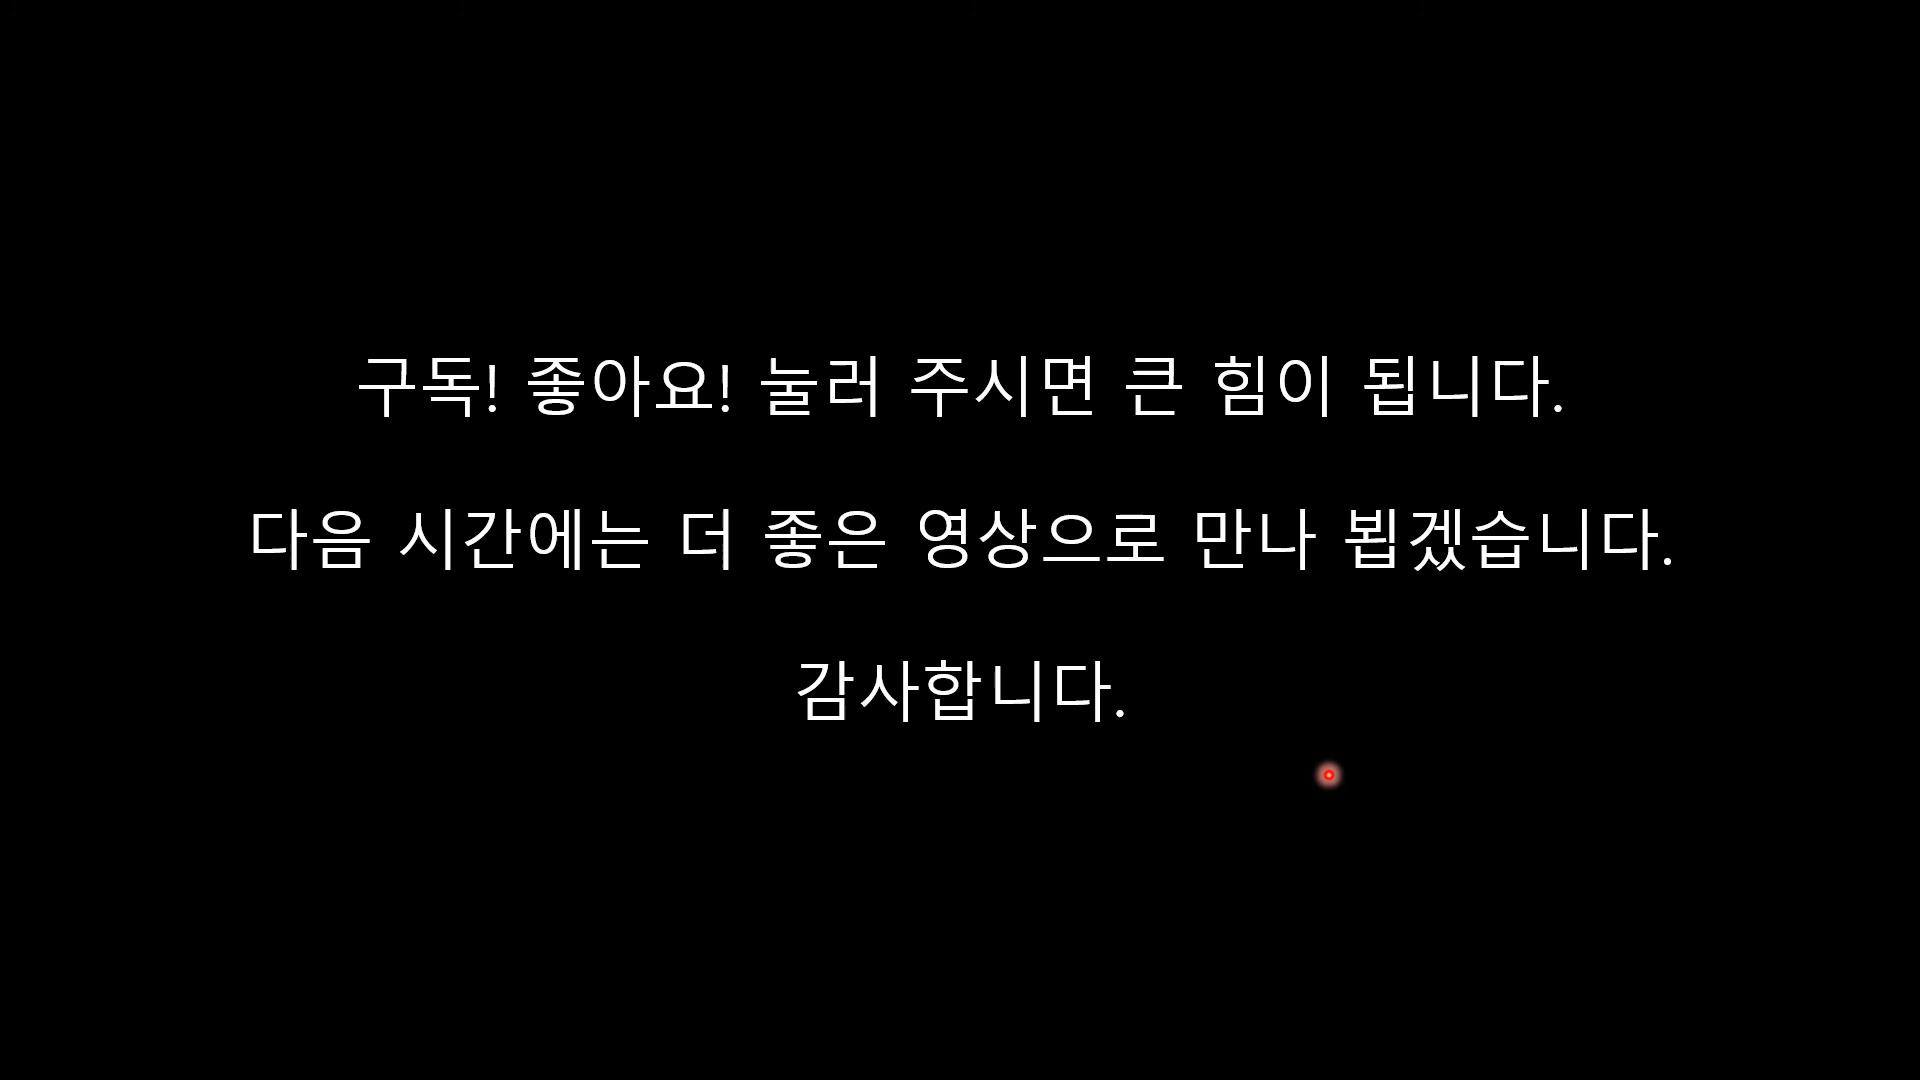 구독! 좋아요! 눌러 주시면 큰 힘이 됩니다.
다음 시간에는 더 좋은 영상으로 만나 뵙겠습니다.
감사합니다.